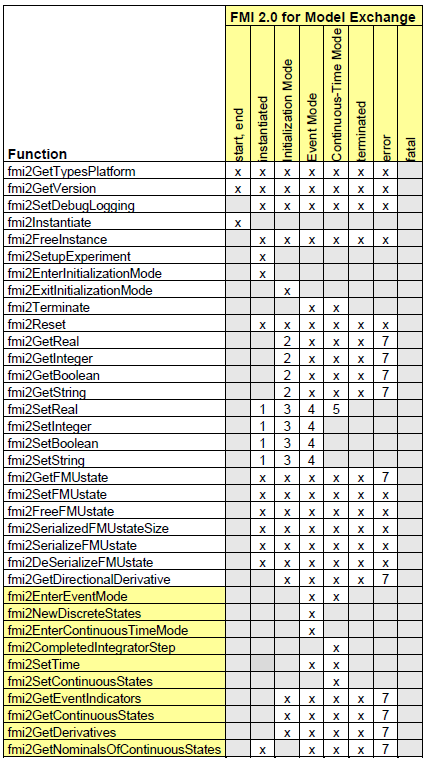 FMI 2.0 for Model Exchange
Function start, end instantiated Initialization Mode Event Mode Continuous-Time Mode terminated error fatal
fmi2GetTypesPlatform x x x x x x x
fmi2GetVersion x x x x x x x
fmi2SetDebugLogging x x x x x x
fmi2Instantiate x
fmi2FreeInstance x x x x x x
fmi2SetupExperiment x
fmi2EnterInitializationMode x
fmi2ExitInitializationMode x
fmi2Terminate x x
fmi2Reset x x x x x x
fmi2GetReal 2 x x x 7
fmi2GetInteger 2 x x x 7
fmi2GetBoolean 2 x x x 7
fmi2GetString 2 x x x 7
fmi2SetReal 1 3 4 5
fmi2SetInteger 1 3 4
fmi2SetBoolean 1 3 4
fmi2SetString 1 3 4
fmi2GetFMUstate x x x x x 7
fmi2SetFMUstate x x x x x x
fmi2FreeFMUstate x x x x x x
fmi2SerializedFMUstateSize x x x x x x
fmi2SerializeFMUstate x x x x x x
fmi2DeSerializeFMUstate x x x x x x
fmi2GetDirectionalDerivative x x x x 7
fmi2EnterEventMode x x
fmi2NewDiscreteStates x
fmi2EnterContinuousTimeMode x
fmi2CompletedIntegratorStep x
fmi2SetTime x x
fmi2SetContinuousStates x
fmi2GetEventIndicators x x x x 7
fmi2GetContinuousStates x x x x 7
fmi2GetDerivatives x x x x 7
fmi2GetNominalsOfContinuousStates x x x x 7